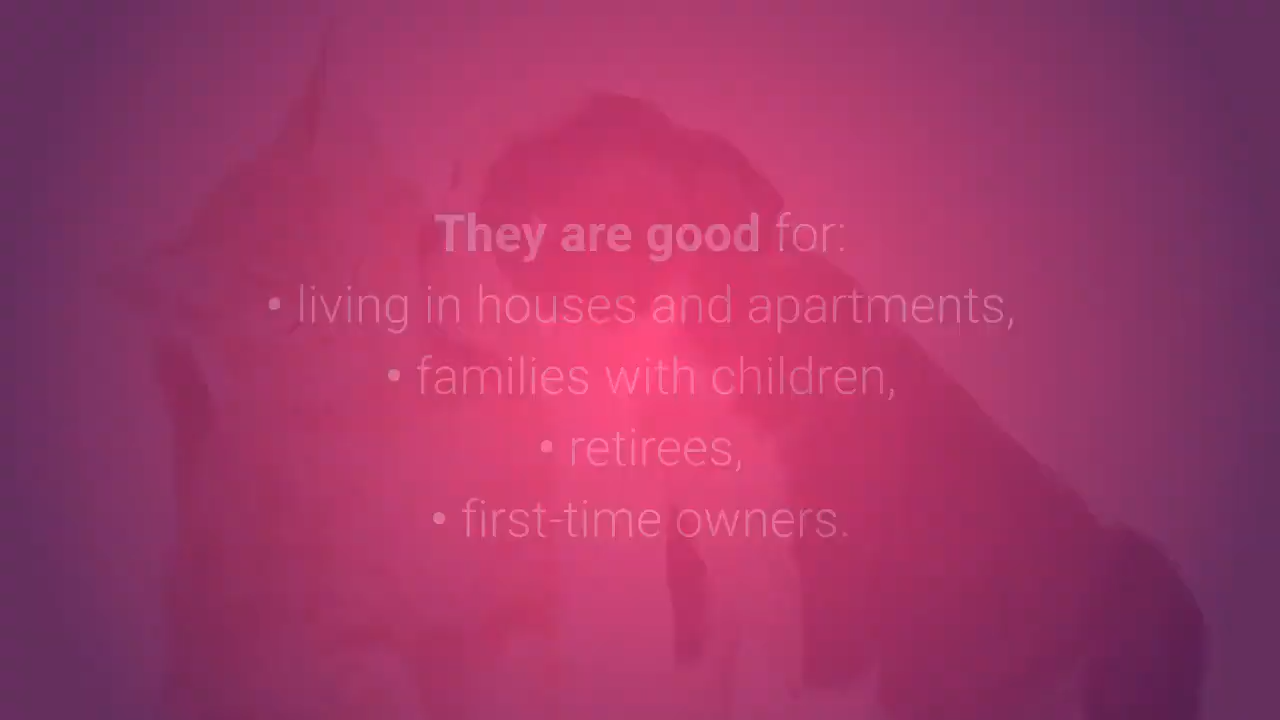 They are good for:
• living in houses and apartments,
• families with children,
• retirees,
• first-time owners.